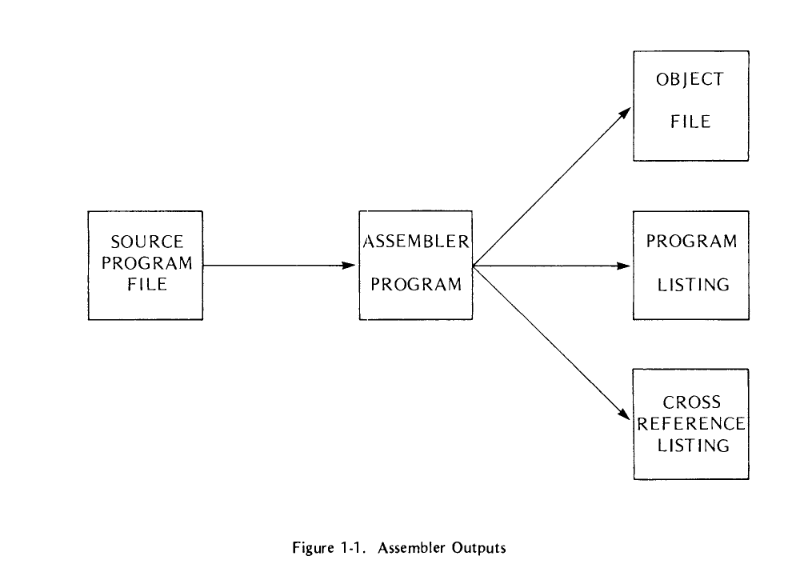 SOURCE
PROGRAM
FILE
ASSEMBLER
PROGRAM
OBJECT
FILE
PROGRAM
LISTING
CROSS
REFERENCE
LISTING
Figure 1-1. Assembler Outputs